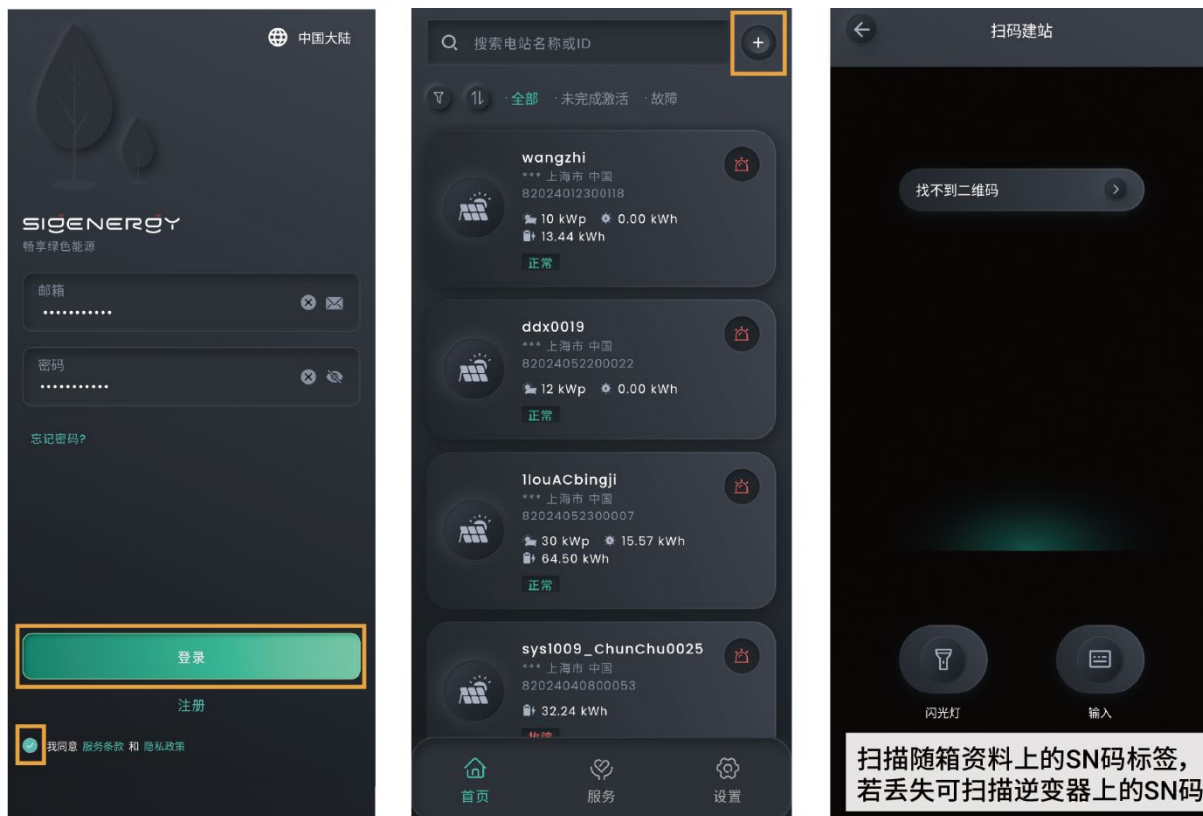 中国大陆
SIGENERGY
畅享绿色能源
邮箱
密码
忘记密码?
登录
注册
我同意 服务条款 和 隐私政策
搜索电站名称或ID
·全部 ·未完成激活 ·故障
wangzhi
*** 上海市 中国
82024012300118
10 kWp 0.00 kWh
13.44 kWh
正常
ddx0019
*** 上海市 中国
82024052200022
12 kWp 0.00 kWh
正常
1louACbingji
*** 上海市 中国
82024052300007
30 kWp 15.57 kWh
64.50 kWh
正常
sys1009_ChunChu0025
*** 上海市 中国
82024040800053
32.24 kWh
故障
首页 服务 设置
扫码建站
找不到二维码
闪光灯 输入
扫描随箱资料上的SN码标签，
若丢失可扫描逆变器上的SN码